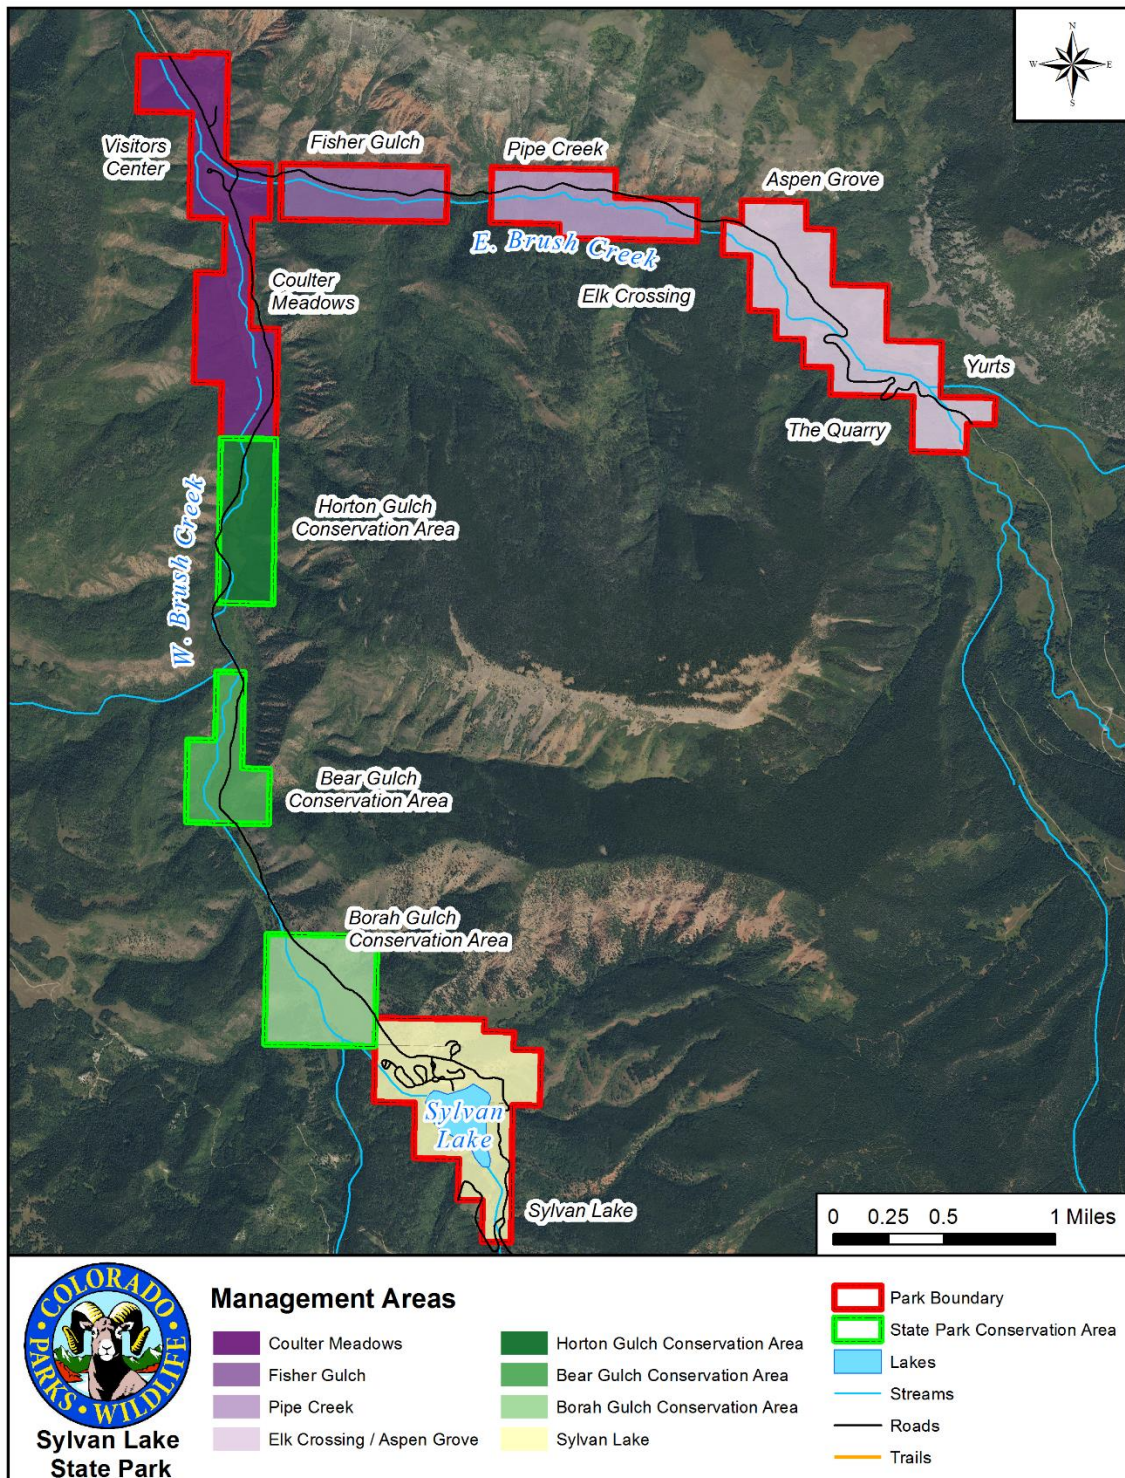 N
W E
S
Visitors
Center
Fisher Gulch
Pipe Creek
Aspen Grove
E. Brush Creek
Elk Crossing
Coulter
Meadows
Yurts
The Quarry
Horton Gulch
Conservation Area
W. Brush Creek
Bear Gulch
Conservation Area
Borah Gulch
Conservation Area
Sylvan
Lake
Sylvan Lake
0 0.25 0.5 1 Miles
COLORADO
PARKS • WILDLIFE
Sylvan Lake
State Park
Management Areas
Coulter Meadows
Fisher Gulch
Pipe Creek
Elk Crossing / Aspen Grove
Horton Gulch Conservation Area
Bear Gulch Conservation Area
Borah Gulch Conservation Area
Sylvan Lake
Park Boundary
State Park Conservation Area
Lakes
Streams
Roads
Trails